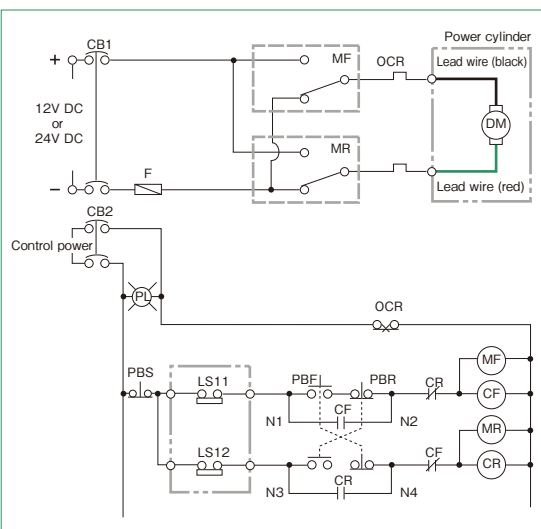 Power cylinder
CB1
MF
OCR
Lead wire (black)
+
12V DC
or
24V DC
DM
MR
F
−
Lead wire (red)
CB2
Control power
PL
OCR
MF
PBS
LS11
PBF
PBR
CR
CF
CF
N1
N2
MR
LS12
CF
CR
CR
N3
N4